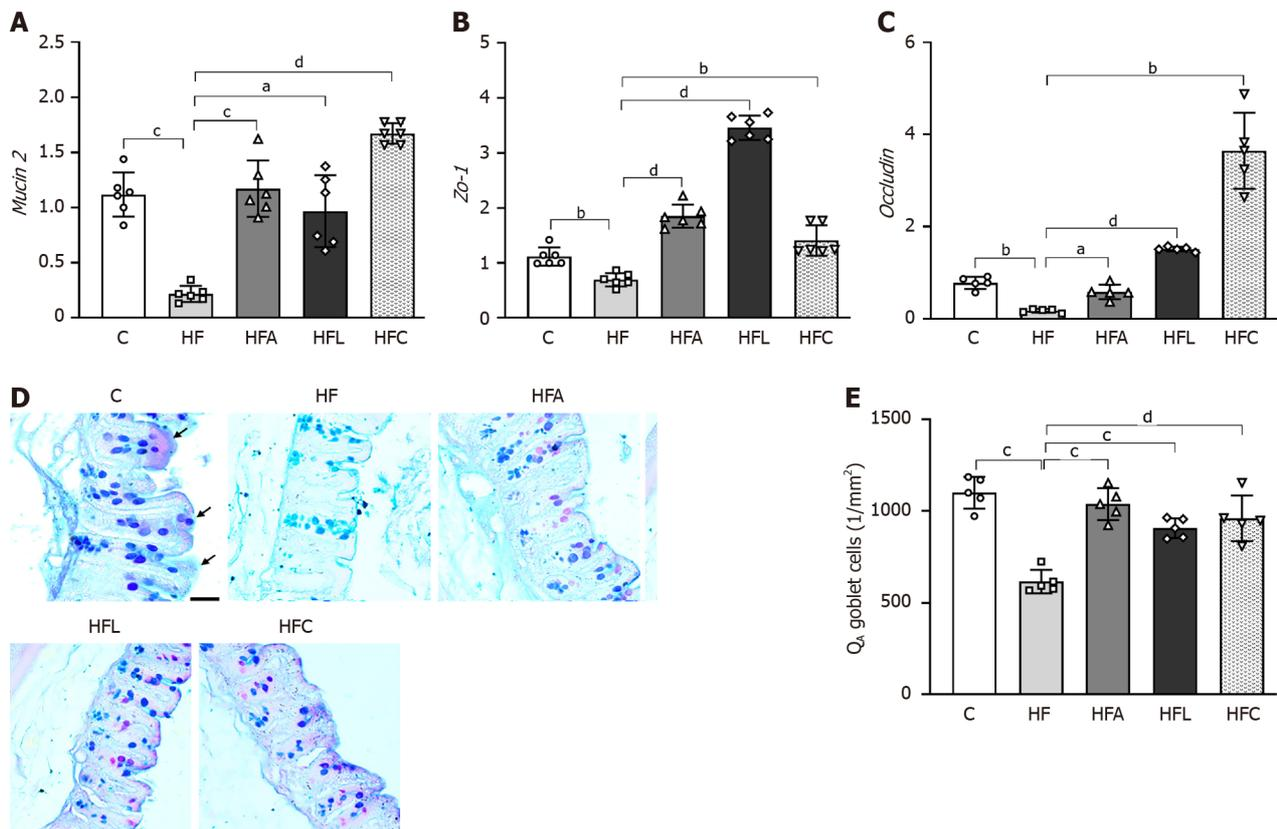 A
Mucin 2
2.5
2.0
1.5
1.0
0.5
0
c
c
a
d
C HF HFA HFL HFC
B
Zo-1
5
4
3
2
1
0
b
d
d
b
C HF HFA HFL HFC
C
Occludin
6
4
2
0
b
a
d
b
C HF HFA HFL HFC
D
C HF HFA
HFL HFC
E
QA goblet cells (1/mm²)
1500
1000
500
0
c
c
c
d
C HF HFA HFL HFC